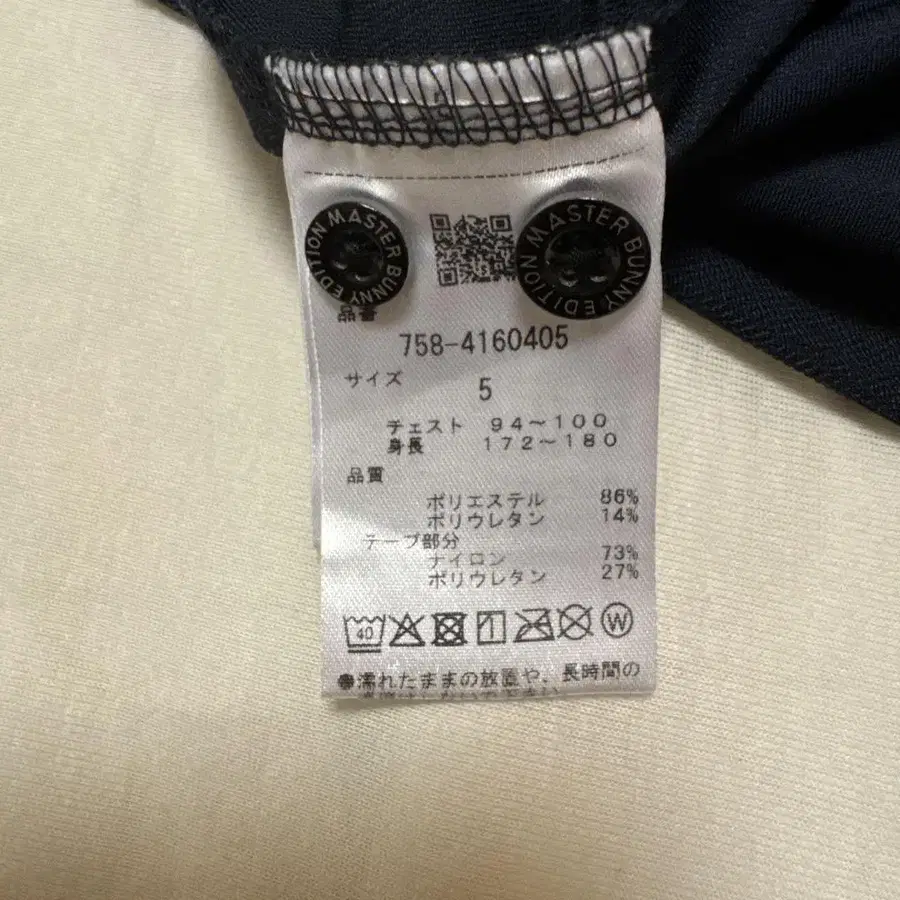 MASTER BUNNY EDITION
MASTER BUNNY EDITION
品番
758-4160405
サイズ 5
チェスト 94～100
身長 172～180
品質
ポリエステル 86%
ポリウレタン 14%
テープ部分
ナイロン 73%
ポリウレタン 27%
40 W
●濡れたままの放置や、長時間の